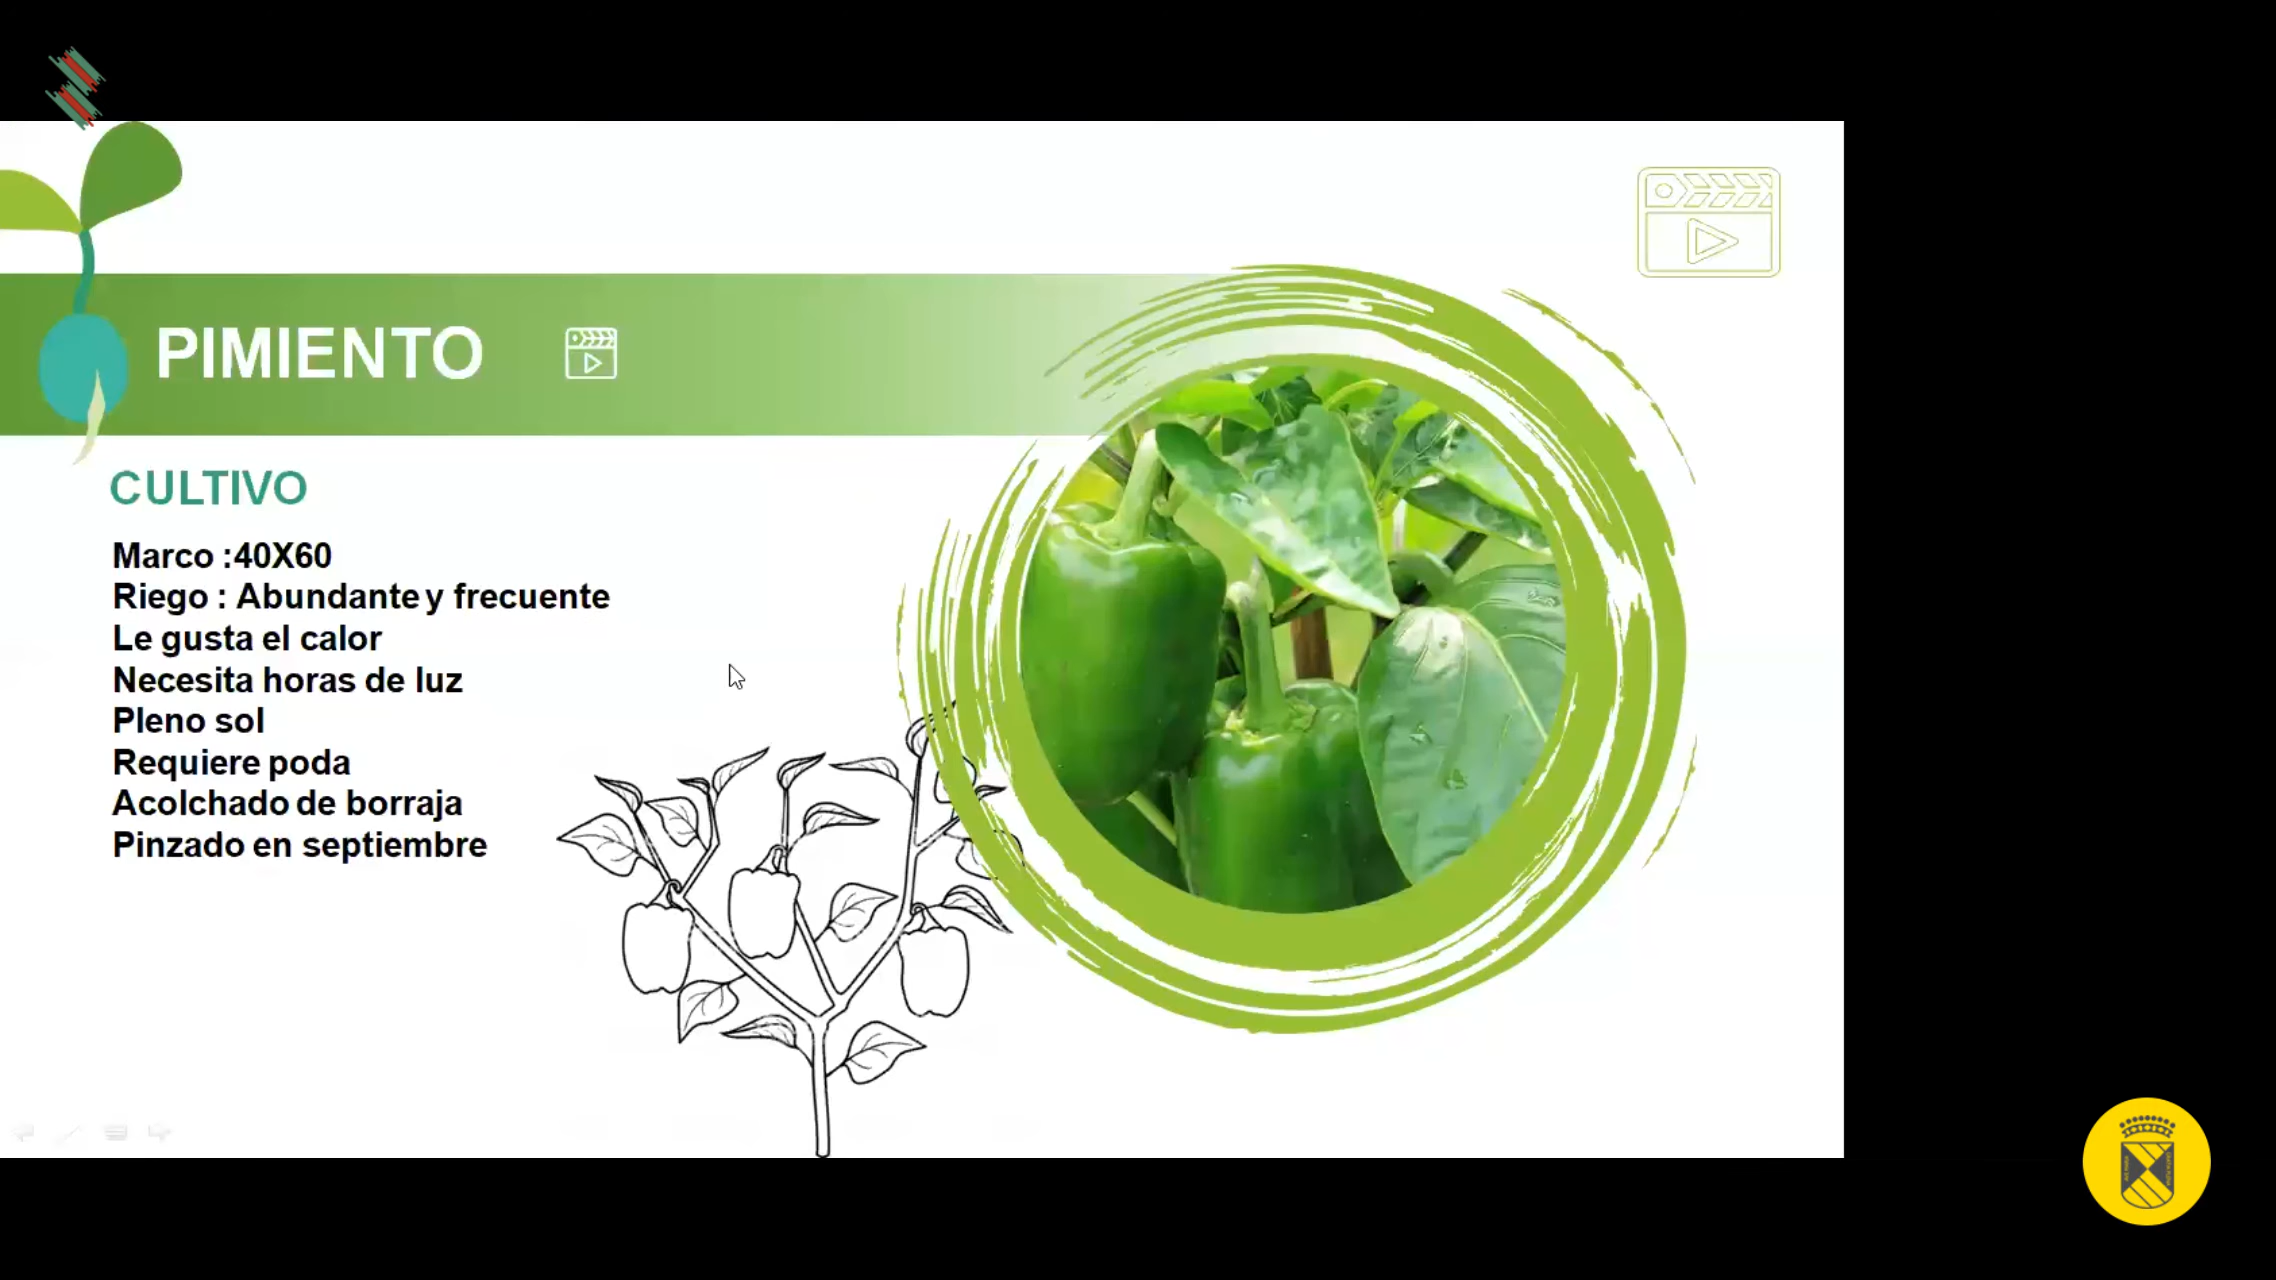 PIMIENTO
CULTIVO
Marco :40X60
Riego : Abundante y frecuente
Le gusta el calor
Necesita horas de luz
Pleno sol
Requiere poda
Acolchado de borraja
Pinzado en septiembre